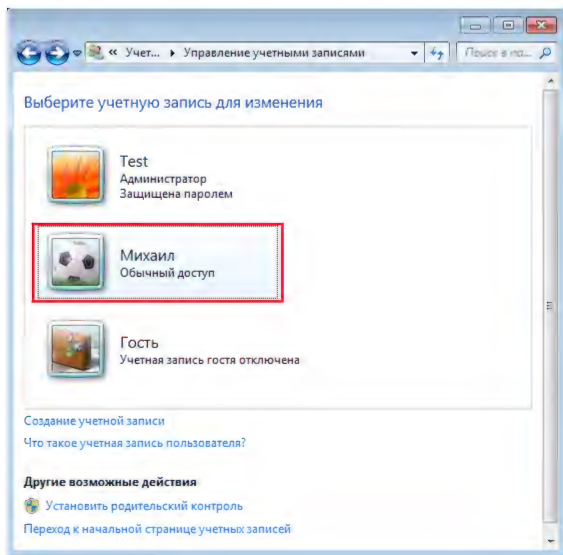 « Учет... Управление учетными записями Поиск в па...
Выберите учетную запись для изменения
Test
Администратор
Защищена паролем
Михаил
Обычный доступ
Гость
Учетная запись гостя отключена
Создание учетной записи
Что такое учетная запись пользователя?
Другие возможные действия
Установить родительский контроль
Переход к начальной странице учетных записей